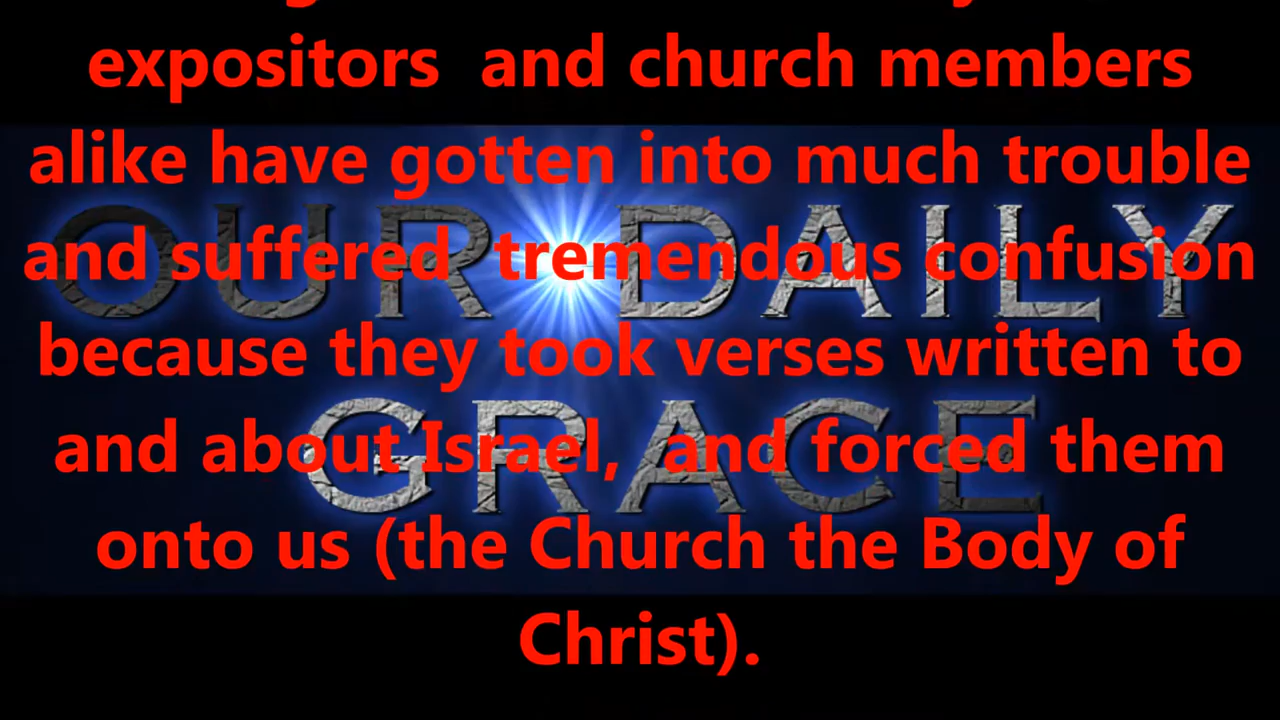 expositors  and church members
alike have gotten into much trouble
and suffered  tremendous confusion
because they took verses written to
and about Israel,  and forced them
onto us (the Church the Body of
Christ).
OUR DAILY
GRACE